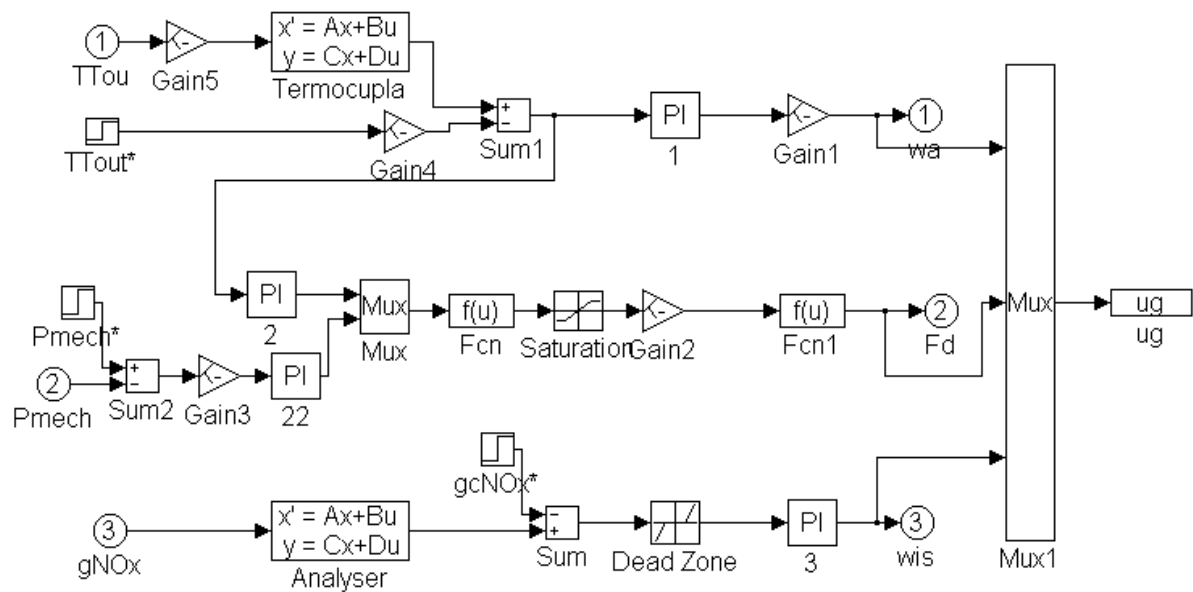 1
TTou
Gain5
x' = Ax+Bu
y = Cx+Du
Termocupla
TTout*
Gain4
+
−
Sum1
PI
1
Gain1
1
wa
Pmech*
2
Pmech
+
−
Sum2
Gain3
PI
2
PI
22
Mux
Mux
f(u)
Fcn
Saturation
Gain2
f(u)
Fcn1
2
Fd
Mux
ug
ug
3
gNOx
x' = Ax+Bu
y = Cx+Du
Analyser
gcNOx*
−
+
Sum
Dead Zone
PI
3
3
wis
Mux1